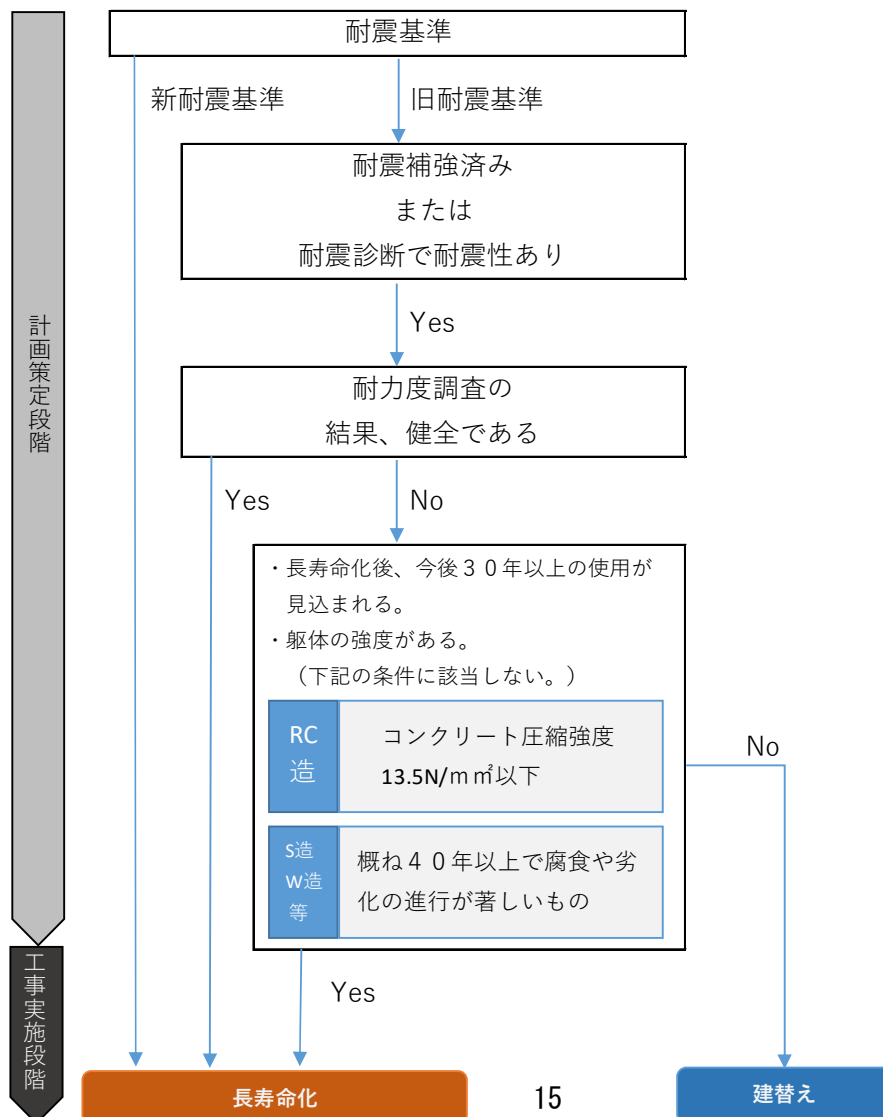 耐震基準
新耐震基準
旧耐震基準
耐震補強済み
または
耐震診断で耐震性あり
Yes
計画策定段階
耐力度調査の
結果、健全である
Yes
No
・長寿命化後、今後３０年以上の使用が
見込まれる。
・躯体の強度がある。
（下記の条件に該当しない。）
RC
造
コンクリート圧縮強度
13.5N/ｍ㎡以下
No
S造
W造
等
概ね４０年以上で腐食や劣
化の進行が著しいもの
工事実施段階
Yes
長寿命化
15
建替え